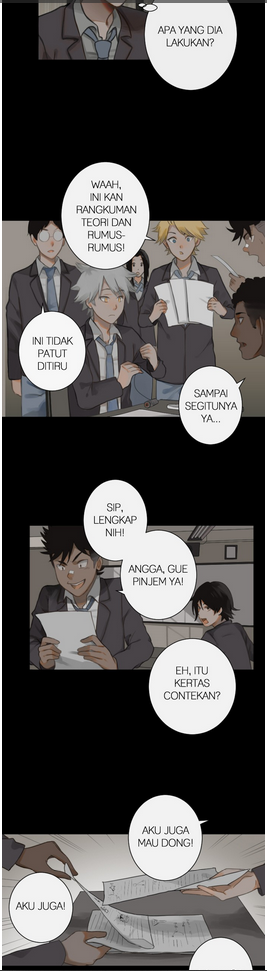 APA YANG DIA
LAKUKAN?
WAAH,
INI KAN
RANGKUMAN
TEORI DAN
RUMUS-
RUMUS!
INI TIDAK
PATUT
DITIRU
SAMPAI
SEGITUNYA
YA...
SIP,
LENGKAP
NIH!
ANGGA, GUE
PINJEM YA!
EH, ITU
KERTAS
CONTEKAN?
AKU JUGA
MAU DONG!
AKU JUGA!